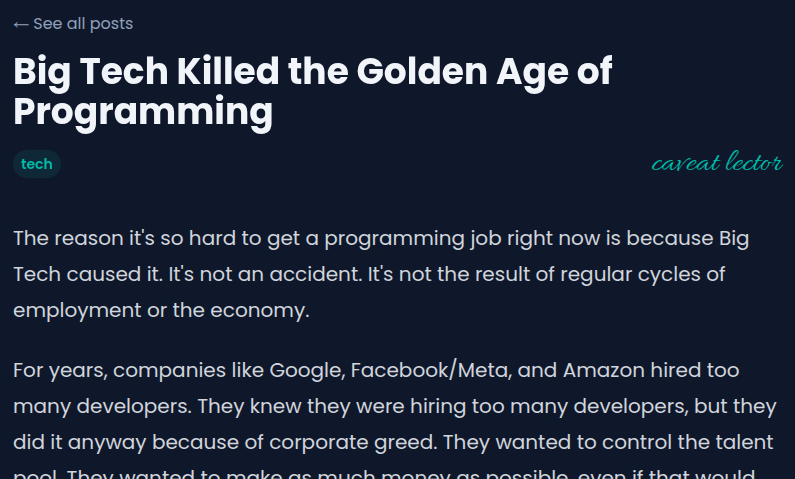 ← See all posts
Big Tech Killed the Golden Age of
Programming
tech
caveat lector
The reason it's so hard to get a programming job right now is because Big
Tech caused it. It's not an accident. It's not the result of regular cycles of
employment or the economy.
For years, companies like Google, Facebook/Meta, and Amazon hired too
many developers. They knew they were hiring too many developers, but they
did it anyway because of corporate greed. They wanted to control the talent
pool. They wanted to make as much money as possible, even if that would